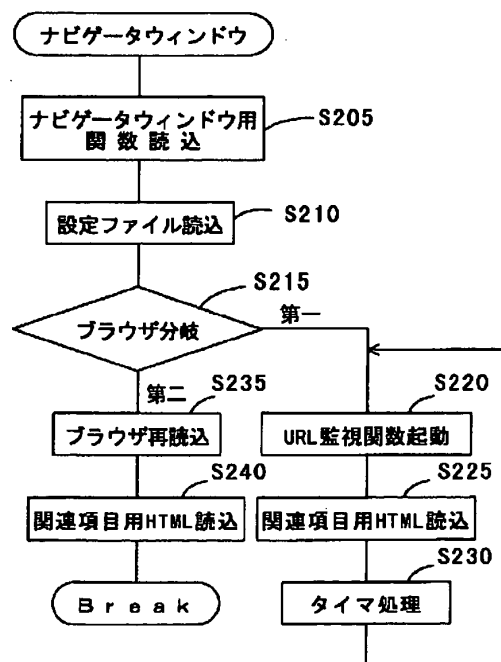 ナビゲータウィンドウ
ナビゲータウィンドウ用
関数読込
S205
設定ファイル読込
S210
ブラウザ分岐
S215
第一
第二
S235
ブラウザ再読込
S220
URL監視関数起動
S240
関連項目用HTML読込
S225
関連項目用HTML読込
Break
S230
タイマ処理